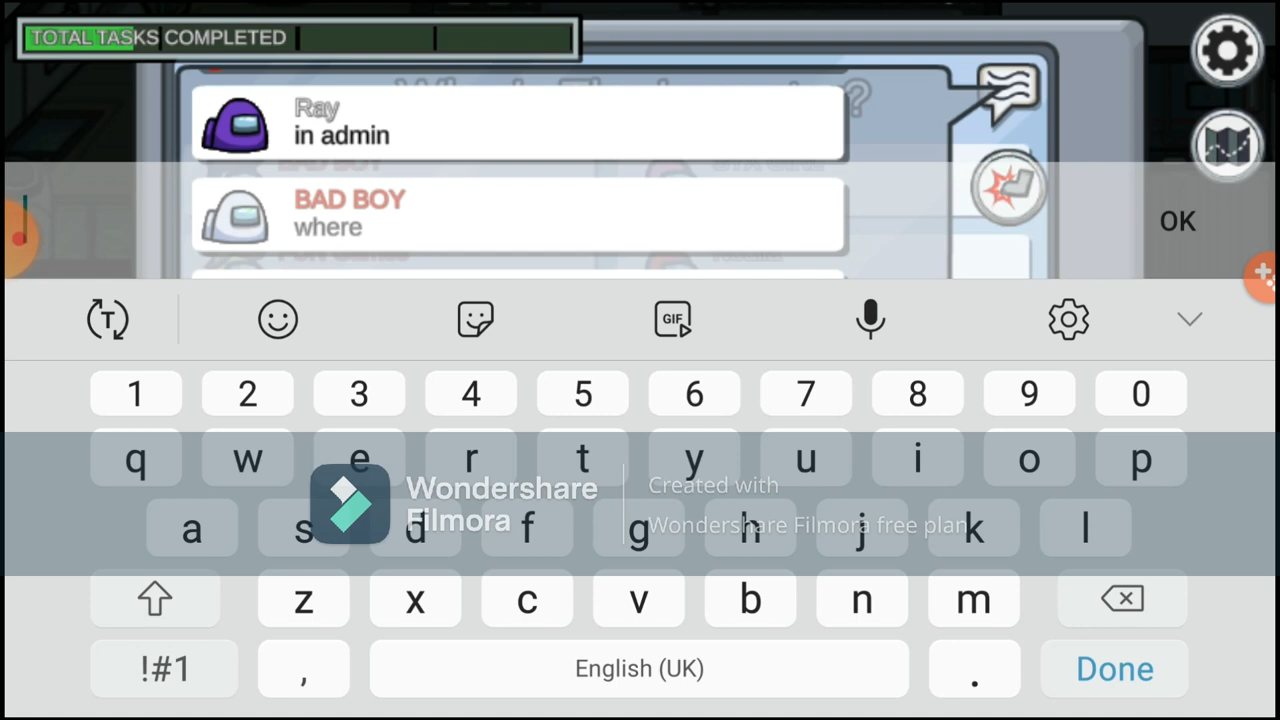 TOTAL TASKS COMPLETED
Ray
in admin
BAD BOY
where
OK
GIF
1 2 3 4 5 6 7 8 9 0
q w e r t y u i o p
Wondershare
Filmora
Created with
Wondershare Filmora free plan
a s d f g h j k l
z x c v b n m
!#1 , English (UK) . Done